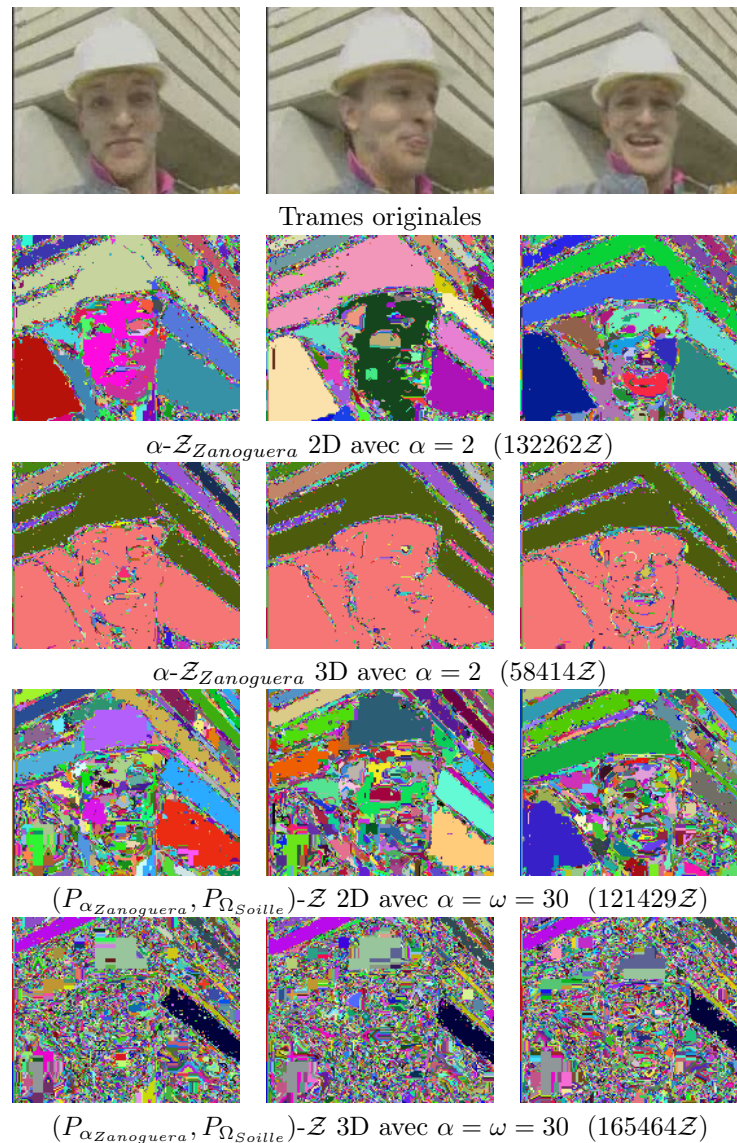 Trames originales
α-𝒵_{Zanoguera} 2D avec α = 2 (132262𝒵)
α-𝒵_{Zanoguera} 3D avec α = 2 (58414𝒵)
(P_{α_{Zanoguera}}, P_{Ω_{Soille}})-𝒵 2D avec α = ω = 30 (121429𝒵)
(P_{α_{Zanoguera}}, P_{Ω_{Soille}})-𝒵 3D avec α = ω = 30 (165464𝒵)